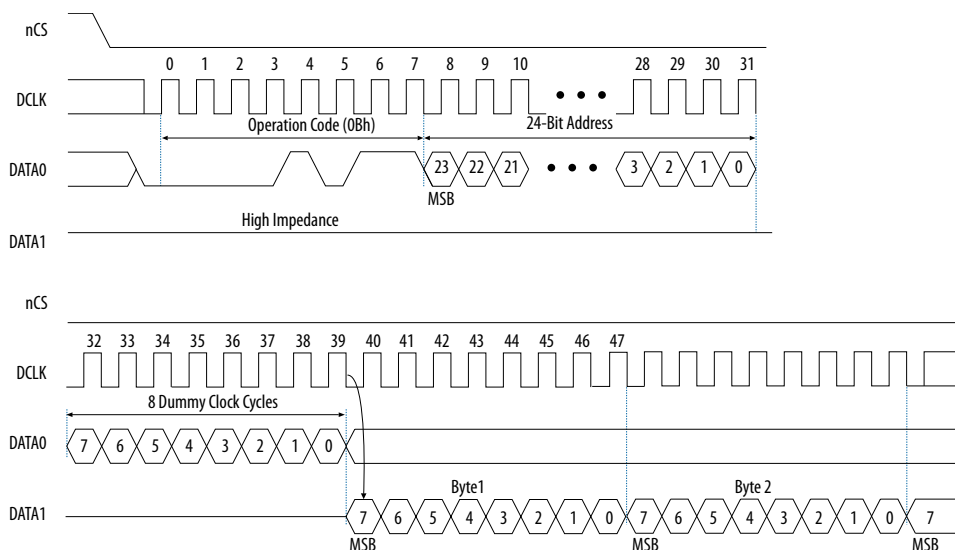 nCS
0 1 2 3 4 5 6 7 8 9 10 28 29 30 31
DCLK
Operation Code (0Bh) 24-Bit Address
DATA0 23 22 21 3 2 1 0
MSB
High Impedance
DATA1
nCS
32 33 34 35 36 37 38 39 40 41 42 43 44 45 46 47
DCLK
8 Dummy Clock Cycles
DATA0 7 6 5 4 3 2 1 0
Byte1 Byte 2
DATA1 7 6 5 4 3 2 1 0 7 6 5 4 3 2 1 0 7
MSB MSB MSB